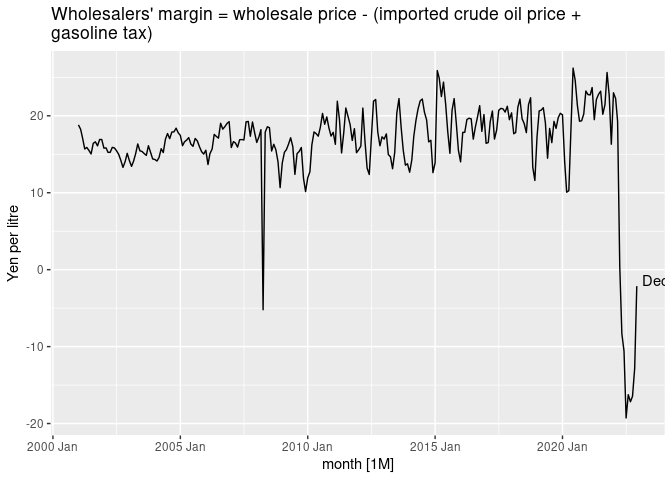 Wholesalers' margin = wholesale price - (imported crude oil price +
gasoline tax)
Yen per litre
20
10
0
-10
-20
Dec
2000 Jan
2005 Jan
2010 Jan
2015 Jan
2020 Jan
month [1M]